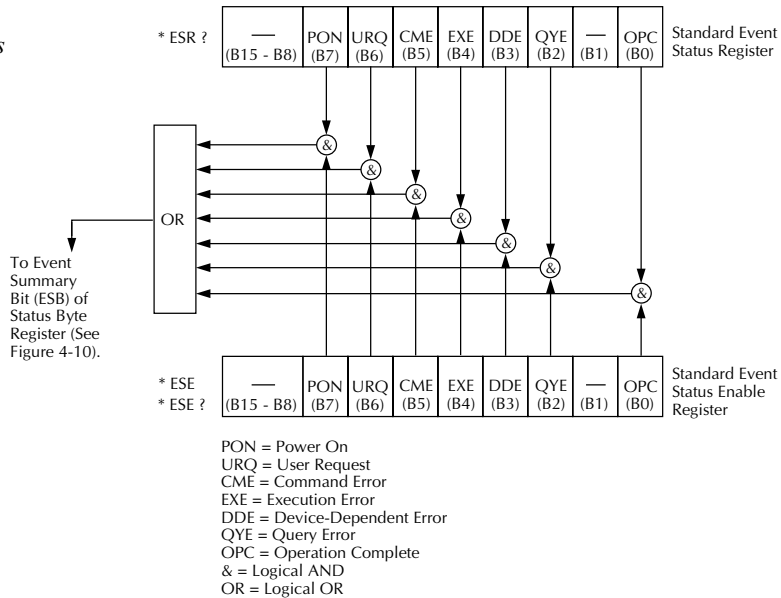 s
* ESR ?
— PON URQ CME EXE DDE QYE — OPC
(B15 - B8) (B7) (B6) (B5) (B4) (B3) (B2) (B1) (B0)
Standard Event
Status Register
&
&
&
&
&
&
&
OR
To Event
Summary
Bit (ESB) of
Status Byte
Register (See
Figure 4-10).
* ESE
* ESE ?
— PON URQ CME EXE DDE QYE — OPC
(B15 - B8) (B7) (B6) (B5) (B4) (B3) (B2) (B1) (B0)
Standard Event
Status Enable
Register
PON = Power On
URQ = User Request
CME = Command Error
EXE = Execution Error
DDE = Device-Dependent Error
QYE = Query Error
OPC = Operation Complete
& = Logical AND
OR = Logical OR